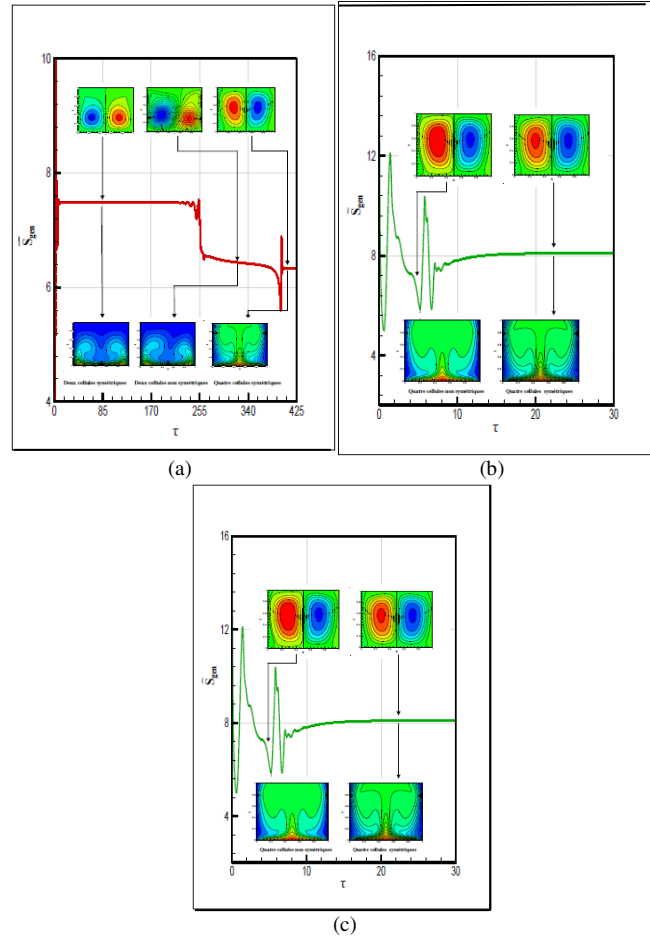 10
8
6
4
S̄gen
Deux cellules symétriques
Deux cellules non symétriques
Quatre cellules symétriques
0
85
170
255
340
425
τ
(a)
16
12
8
4
S̄gen
Quatre cellules non symétriques
Quatre cellules symétriques
0
10
20
30
τ
(b)
16
12
8
4
S̄gen
Quatre cellules non symétriques
Quatre cellules symétriques
0
10
20
30
τ
(c)